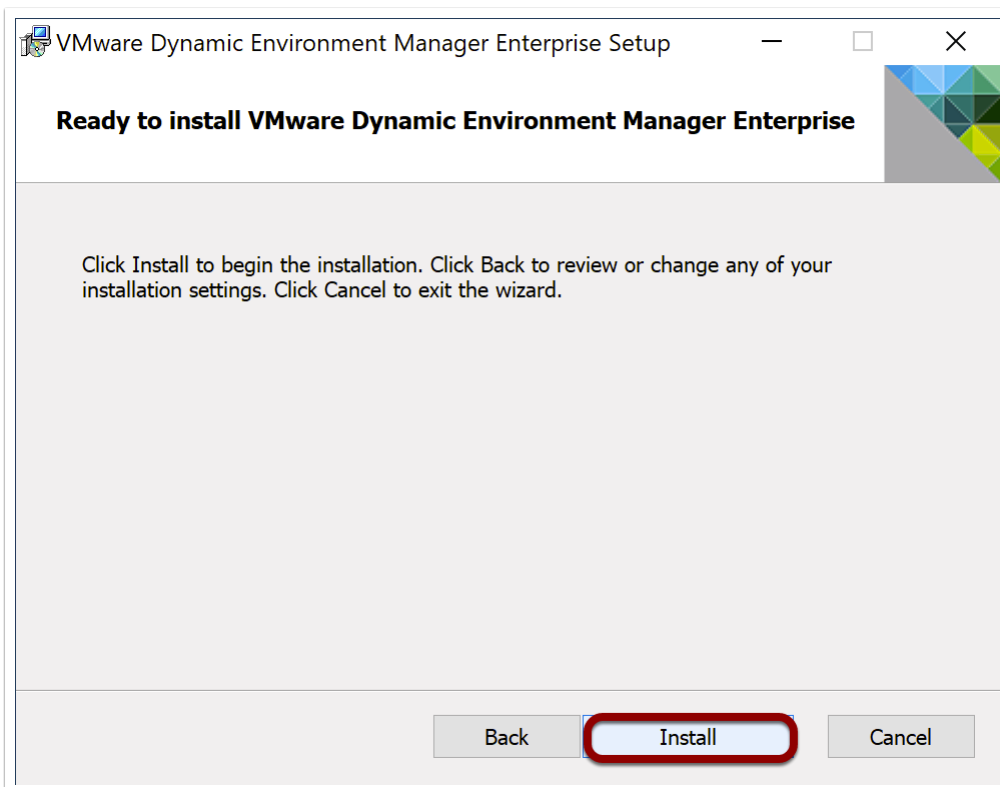 VMware Dynamic Environment Manager Enterprise Setup
Ready to install VMware Dynamic Environment Manager Enterprise
Click Install to begin the installation. Click Back to review or change any of your
installation settings. Click Cancel to exit the wizard.
Back Install Cancel